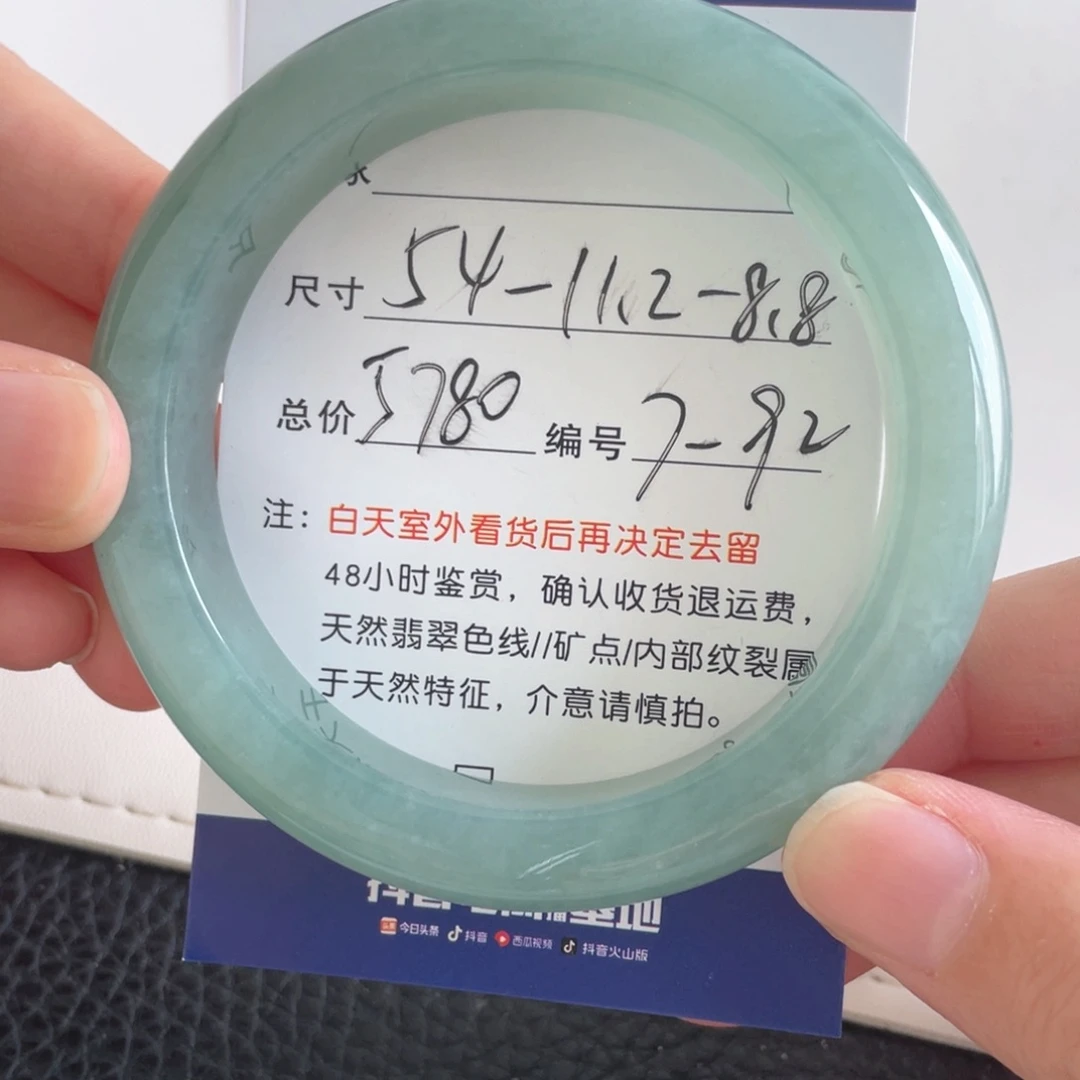 尺寸 54-11.2-8.8
总价 5780 编号 7-92
注：白天室外看货后再决定去留
48小时鉴赏，确认收货退运费，
天然翡翠色线//矿点/内部纹裂属
于天然特征，介意请慎拍。
基地
今日头条 抖音 西瓜视频 抖音火山版